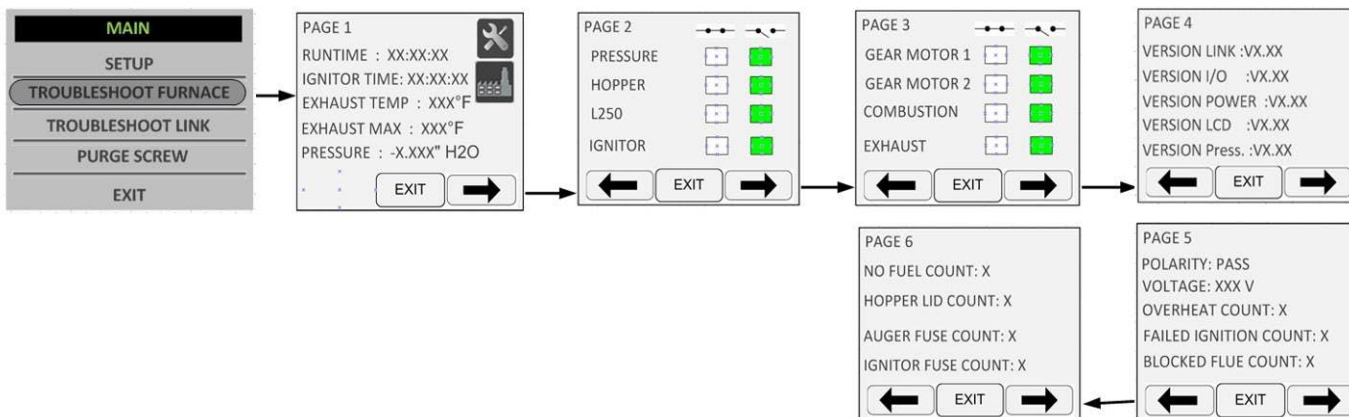 MAIN
SETUP
TROUBLESHOOT FURNACE
TROUBLESHOOT LINK
PURGE SCREW
EXIT
PAGE 1
RUNTIME : XX:XX:XX
IGNITOR TIME: XX:XX:XX
EXHAUST TEMP : XXX°F
EXHAUST MAX : XXX°F
PRESSURE : -X.XXX" H2O
EXIT
PAGE 2
PRESSURE
HOPPER
L250
IGNITOR
EXIT
PAGE 3
GEAR MOTOR 1
GEAR MOTOR 2
COMBUSTION
EXHAUST
EXIT
PAGE 4
VERSION LINK :VX.XX
VERSION I/O :VX.XX
VERSION POWER :VX.XX
VERSION LCD :VX.XX
VERSION Press. :VX.XX
EXIT
PAGE 5
POLARITY: PASS
VOLTAGE: XXX V
OVERHEAT COUNT: X
FAILED IGNITION COUNT: X
BLOCKED FLUE COUNT: X
EXIT
PAGE 6
NO FUEL COUNT: X
HOPPER LID COUNT: X
AUGER FUSE COUNT: X
IGNITOR FUSE COUNT: X
EXIT